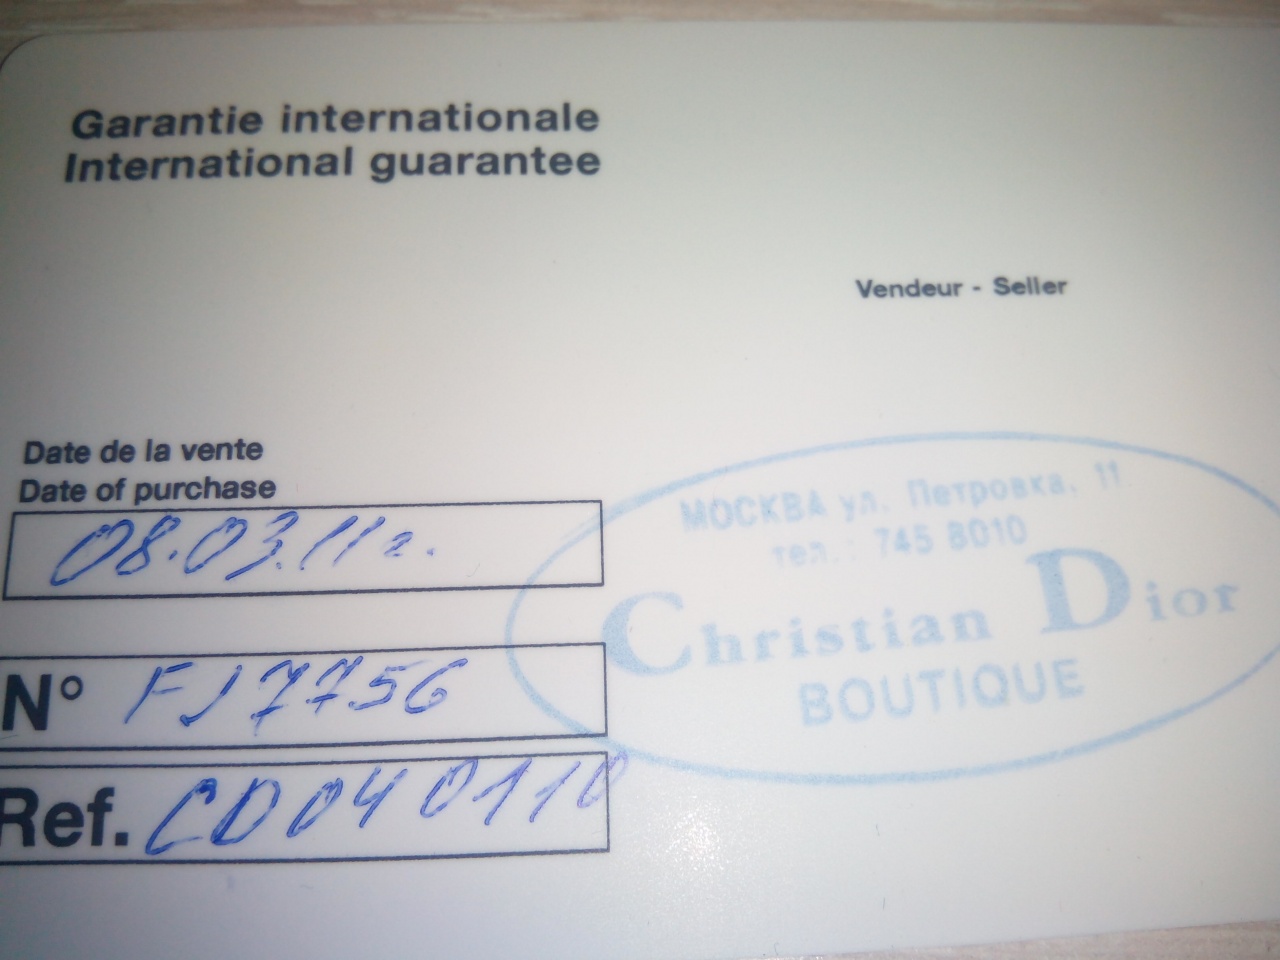 Garantie internationale
International guarantee
Vendeur - Seller
Date de la vente
Date of purchase
08.03.11г.
N° FJ7756
Ref. CD040110
МОСКВА ул. Петровка, 11
тел.: 745 8010
Christian Dior
BOUTIQUE